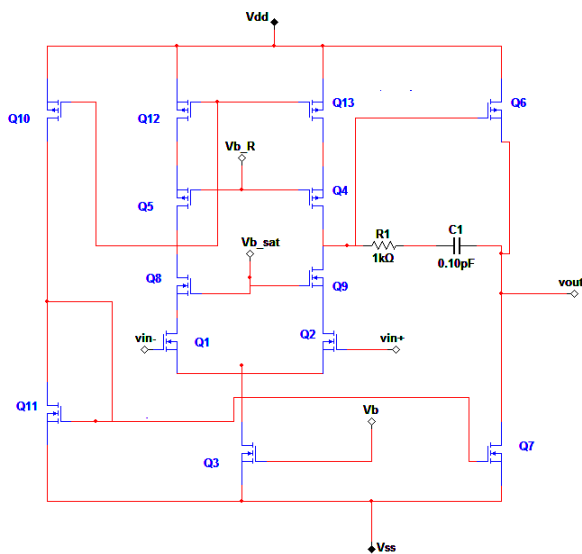 Vdd
Q10
Q12
Q13
Q6
Vb_R
Q5
Q4
R1
1kΩ
C1
0.10pF
Vb_sat
Q8
Q9
vout
vin-
Q1
Q2
vin+
Q11
Vb
Q3
Q7
Vss